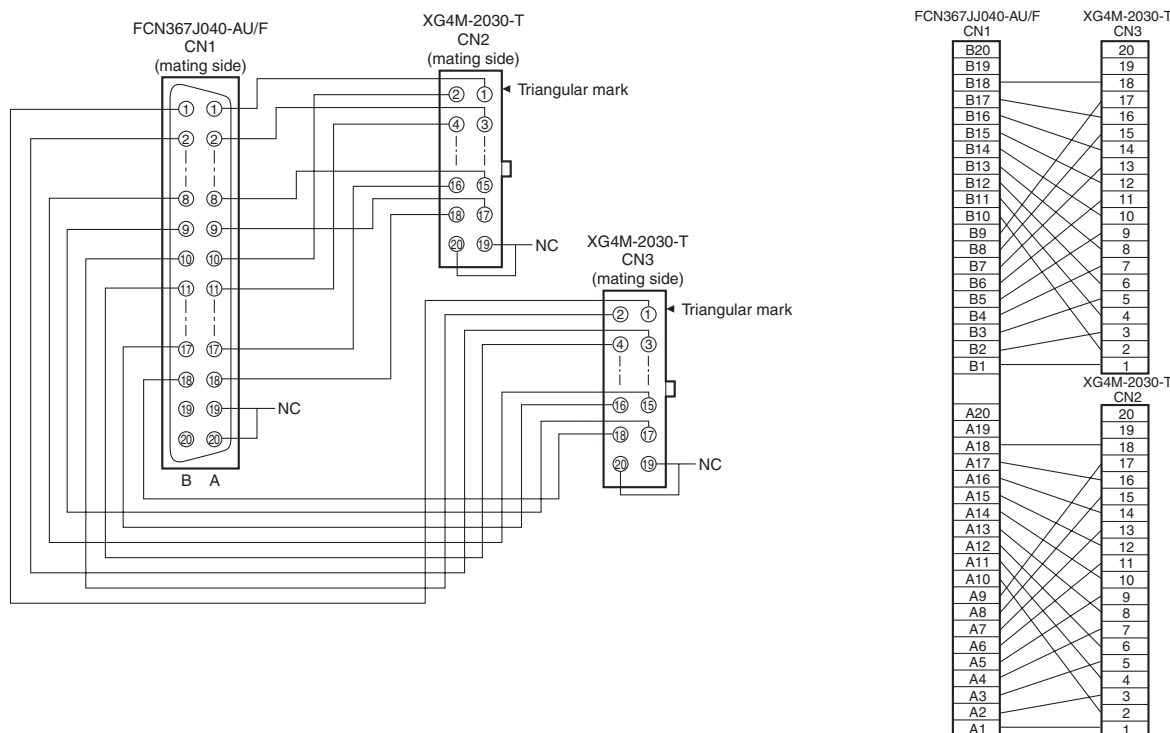 FCN367J040-AU/F
CN1
(mating side)
① ①
② ②
⑧ ⑧
⑨ ⑨
⑩ ⑩
⑪ ⑪
⑰ ⑰
⑱ ⑱
⑲ ⑲
⑳ ⑳
NC
B A
XG4M-2030-T
CN2
(mating side)
Triangular mark
② ①
④ ③
⑯ ⑮
⑱ ⑰
⑳ ⑲
NC
XG4M-2030-T
CN3
(mating side)
Triangular mark
② ①
④ ③
⑯ ⑮
⑱ ⑰
⑳ ⑲
NC
FCN367JJ040-AU/F XG4M-2030-T
CN1 CN3
B20 20
B19 19
B18 18
B17 17
B16 16
B15 15
B14 14
B13 13
B12 12
B11 11
B10 10
B9 9
B8 8
B7 7
B6 6
B5 5
B4 4
B3 3
B2 2
B1 1
XG4M-2030-T
CN2
A20 20
A19 19
A18 18
A17 17
A16 16
A15 15
A14 14
A13 13
A12 12
A11 11
A10 10
A9 9
A8 8
A7 7
A6 6
A5 5
A4 4
A3 3
A2 2
A1 1